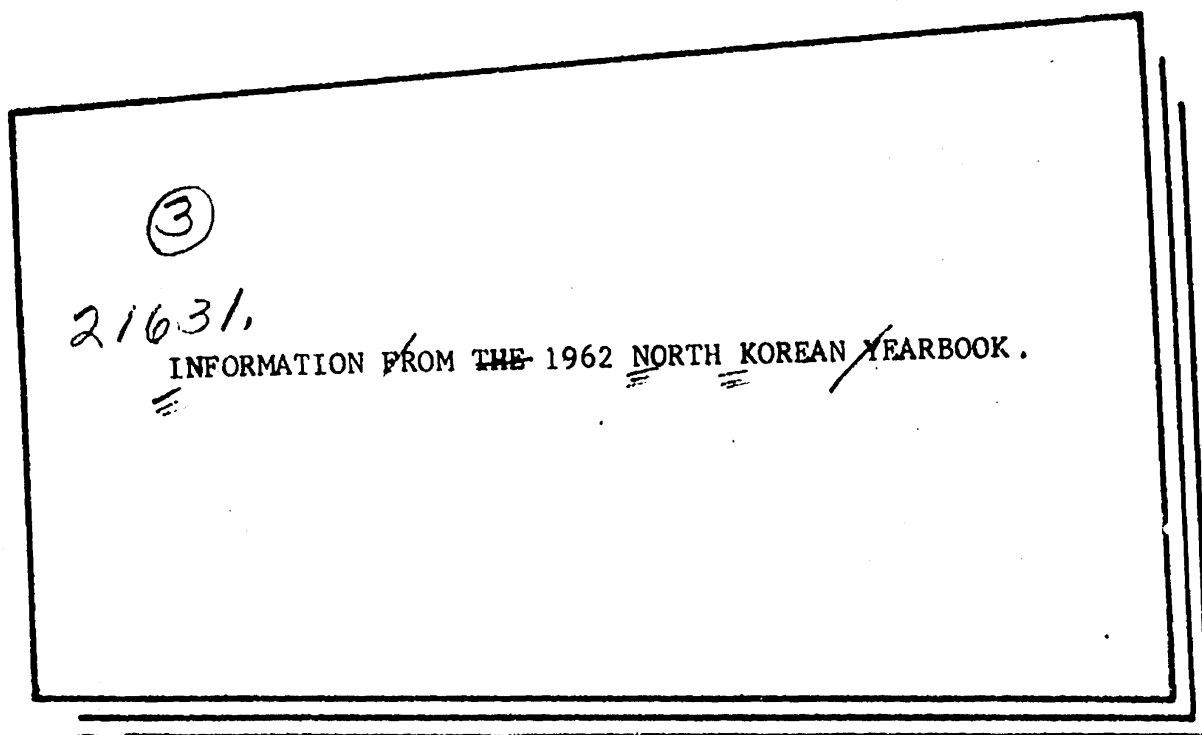 3
21631.
INFORMATION FROM THE 1962 NORTH KOREAN YEARBOOK.